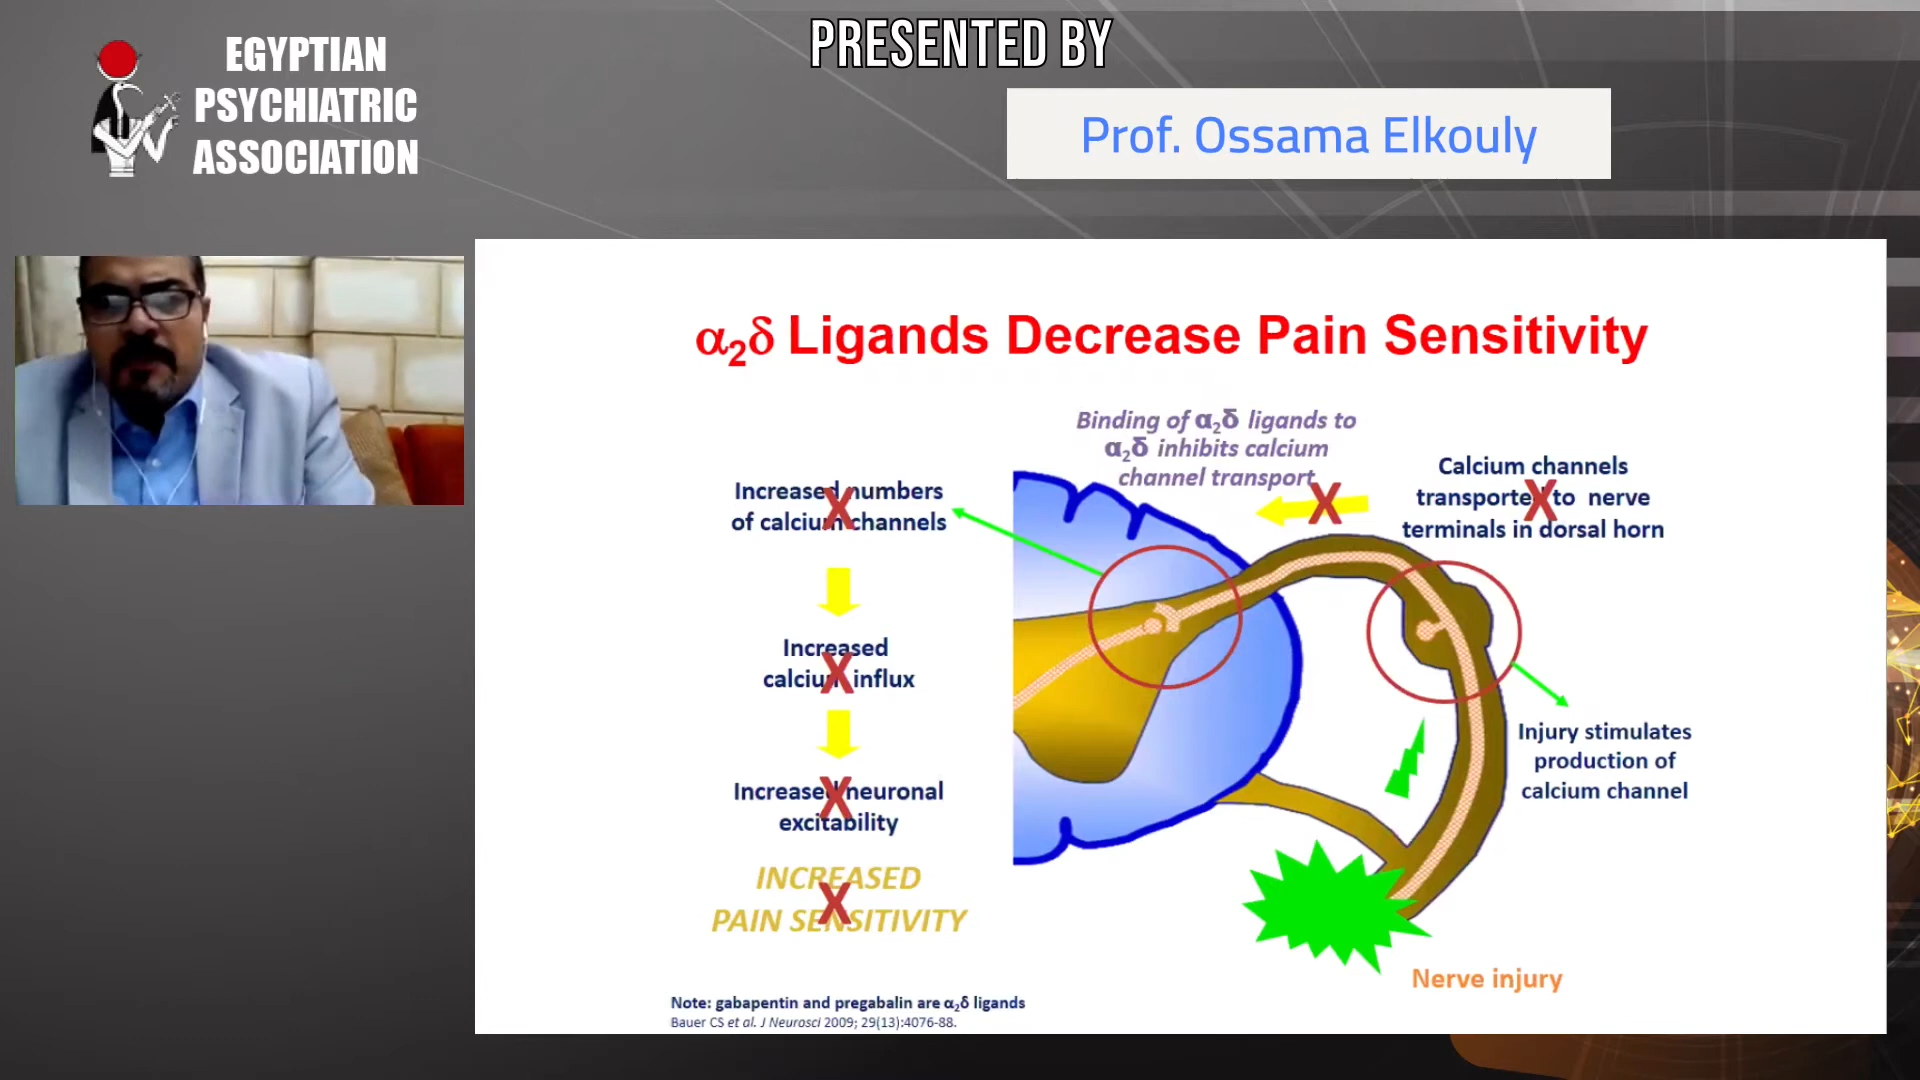 EGYPTIAN
PSYCHIATRIC
ASSOCIATION
PRESENTED BY
Prof. Ossama Elkouly
α₂δ Ligands Decrease Pain Sensitivity
Binding of α₂δ ligands to
α₂δ inhibits calcium
channel transport
Calcium channels
transported to nerve
terminals in dorsal horn
X
X
Increased numbers
of calcium channels
X
Increased
calcium influx
X
Increased neuronal
excitability
X
INCREASED
PAIN SENSITIVITY
X
Injury stimulates
production of
calcium channel
Nerve injury
Note: gabapentin and pregabalin are α₂δ ligands
Bauer CS et al. J Neurosci 2009; 29(13):4076-88.